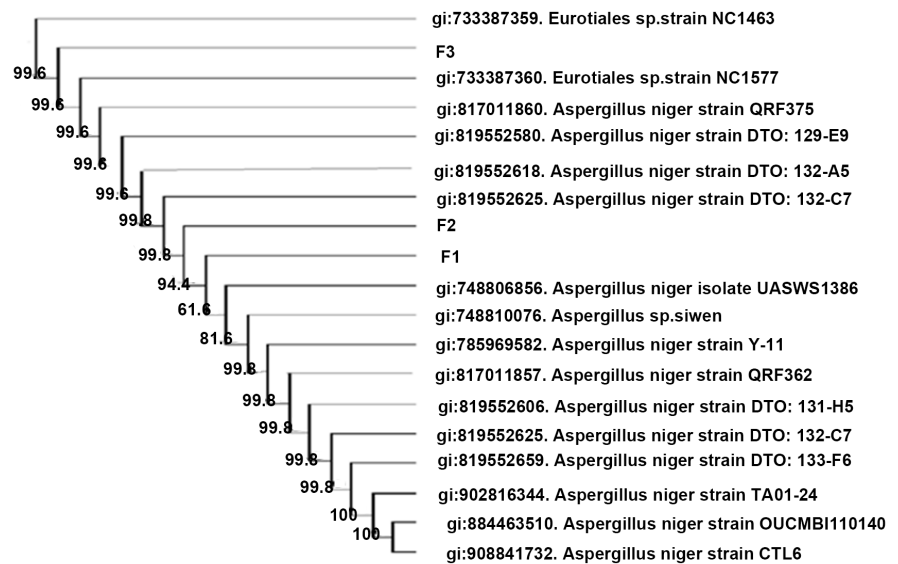 gi:733387359. Eurotiales sp.strain NC1463
F3
99.6
gi:733387360. Eurotiales sp.strain NC1577
99.6
gi:817011860. Aspergillus niger strain QRF375
99.6
gi:819552580. Aspergillus niger strain DTO: 129-E9
99.6
gi:819552618. Aspergillus niger strain DTO: 132-A5
99.6
gi:819552625. Aspergillus niger strain DTO: 132-C7
99.8
F2
99.8
F1
94.4
gi:748806856. Aspergillus niger isolate UASWS1386
61.6
gi:748810076. Aspergillus sp.siwen
81.6
gi:785969582. Aspergillus niger strain Y-11
99.8
gi:817011857. Aspergillus niger strain QRF362
99.8
gi:819552606. Aspergillus niger strain DTO: 131-H5
99.8
gi:819552625. Aspergillus niger strain DTO: 132-C7
99.8
gi:819552659. Aspergillus niger strain DTO: 133-F6
99.8
gi:902816344. Aspergillus niger strain TA01-24
100
gi:884463510. Aspergillus niger strain OUCMBI110140
100
gi:908841732. Aspergillus niger strain CTL6